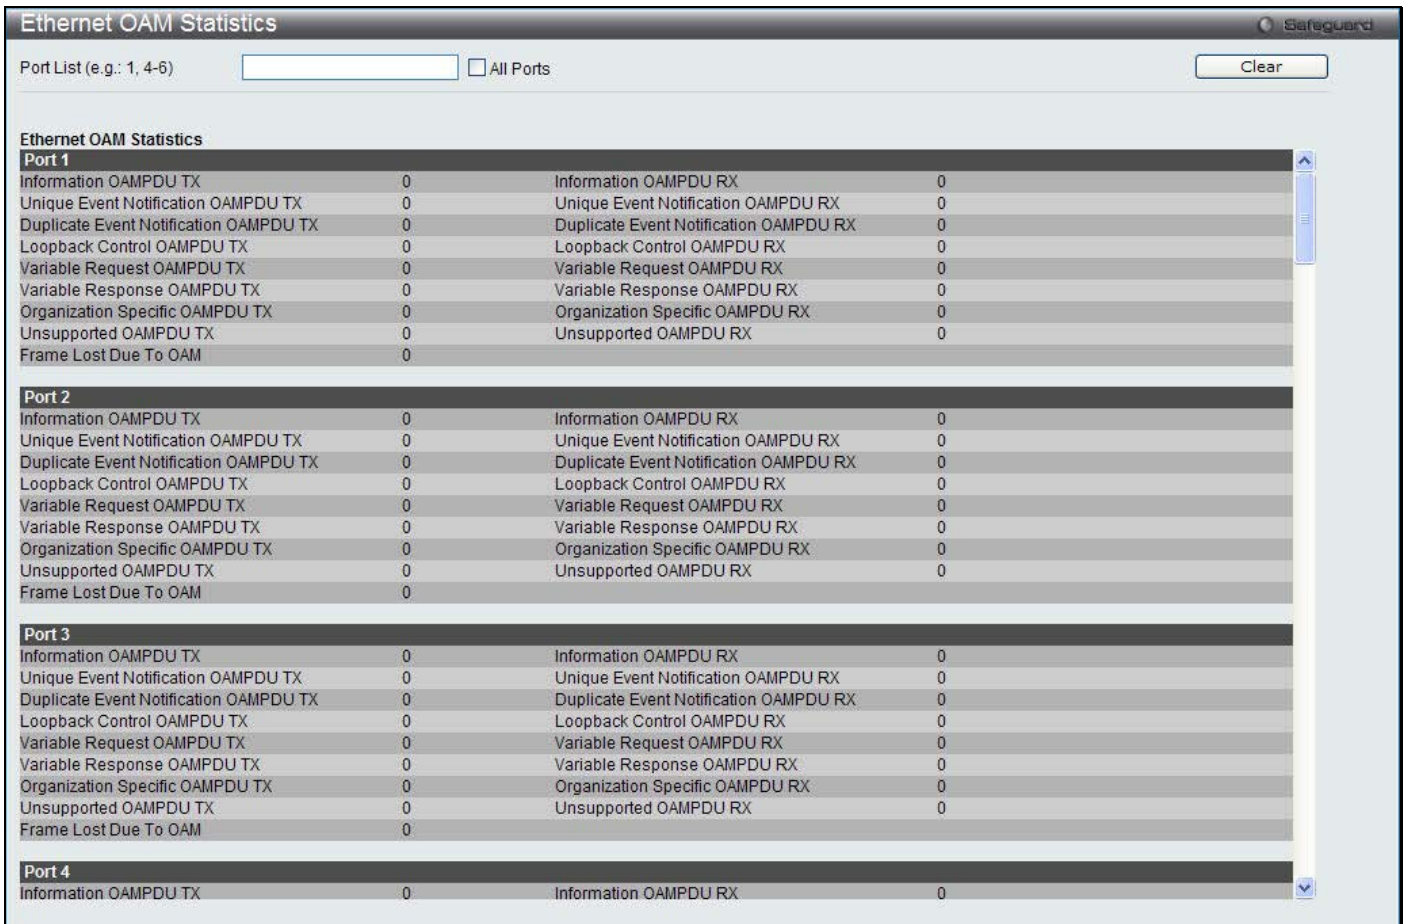 Ethernet OAM Statistics
Safeguard
Port List (e.g.: 1, 4-6) All Ports Clear
Ethernet OAM Statistics
Port 1
Information OAMPDU TX 0 Information OAMPDU RX 0
Unique Event Notification OAMPDU TX 0 Unique Event Notification OAMPDU RX 0
Duplicate Event Notification OAMPDU TX 0 Duplicate Event Notification OAMPDU RX 0
Loopback Control OAMPDU TX 0 Loopback Control OAMPDU RX 0
Variable Request OAMPDU TX 0 Variable Request OAMPDU RX 0
Variable Response OAMPDU TX 0 Variable Response OAMPDU RX 0
Organization Specific OAMPDU TX 0 Organization Specific OAMPDU RX 0
Unsupported OAMPDU TX 0 Unsupported OAMPDU RX 0
Frame Lost Due To OAM 0
Port 2
Information OAMPDU TX 0 Information OAMPDU RX 0
Unique Event Notification OAMPDU TX 0 Unique Event Notification OAMPDU RX 0
Duplicate Event Notification OAMPDU TX 0 Duplicate Event Notification OAMPDU RX 0
Loopback Control OAMPDU TX 0 Loopback Control OAMPDU RX 0
Variable Request OAMPDU TX 0 Variable Request OAMPDU RX 0
Variable Response OAMPDU TX 0 Variable Response OAMPDU RX 0
Organization Specific OAMPDU TX 0 Organization Specific OAMPDU RX 0
Unsupported OAMPDU TX 0 Unsupported OAMPDU RX 0
Frame Lost Due To OAM 0
Port 3
Information OAMPDU TX 0 Information OAMPDU RX 0
Unique Event Notification OAMPDU TX 0 Unique Event Notification OAMPDU RX 0
Duplicate Event Notification OAMPDU TX 0 Duplicate Event Notification OAMPDU RX 0
Loopback Control OAMPDU TX 0 Loopback Control OAMPDU RX 0
Variable Request OAMPDU TX 0 Variable Request OAMPDU RX 0
Variable Response OAMPDU TX 0 Variable Response OAMPDU RX 0
Organization Specific OAMPDU TX 0 Organization Specific OAMPDU RX 0
Unsupported OAMPDU TX 0 Unsupported OAMPDU RX 0
Frame Lost Due To OAM 0
Port 4
Information OAMPDU TX 0 Information OAMPDU RX 0